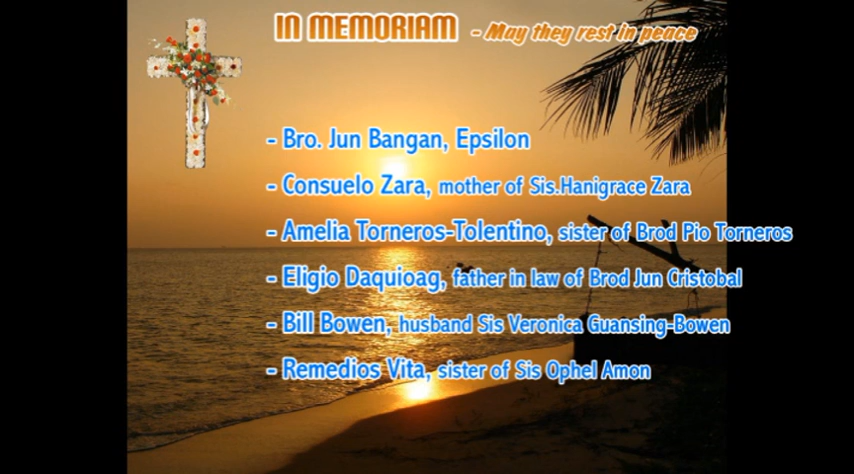 IN MEMORIAM - May they rest in peace
- Bro. Jun Bangan, Epsilon
- Consuelo Zara, mother of Sis.Hanigrace Zara
- Amelia Torneros-Tolentino, sister of Brod Pio Torneros
- Eligio Daquioag, father in law of Brod Jun Cristobal
- Bill Bowen, husband Sis Veronica Guansing-Bowen
- Remedios Vita, sister of Sis Ophel Amon